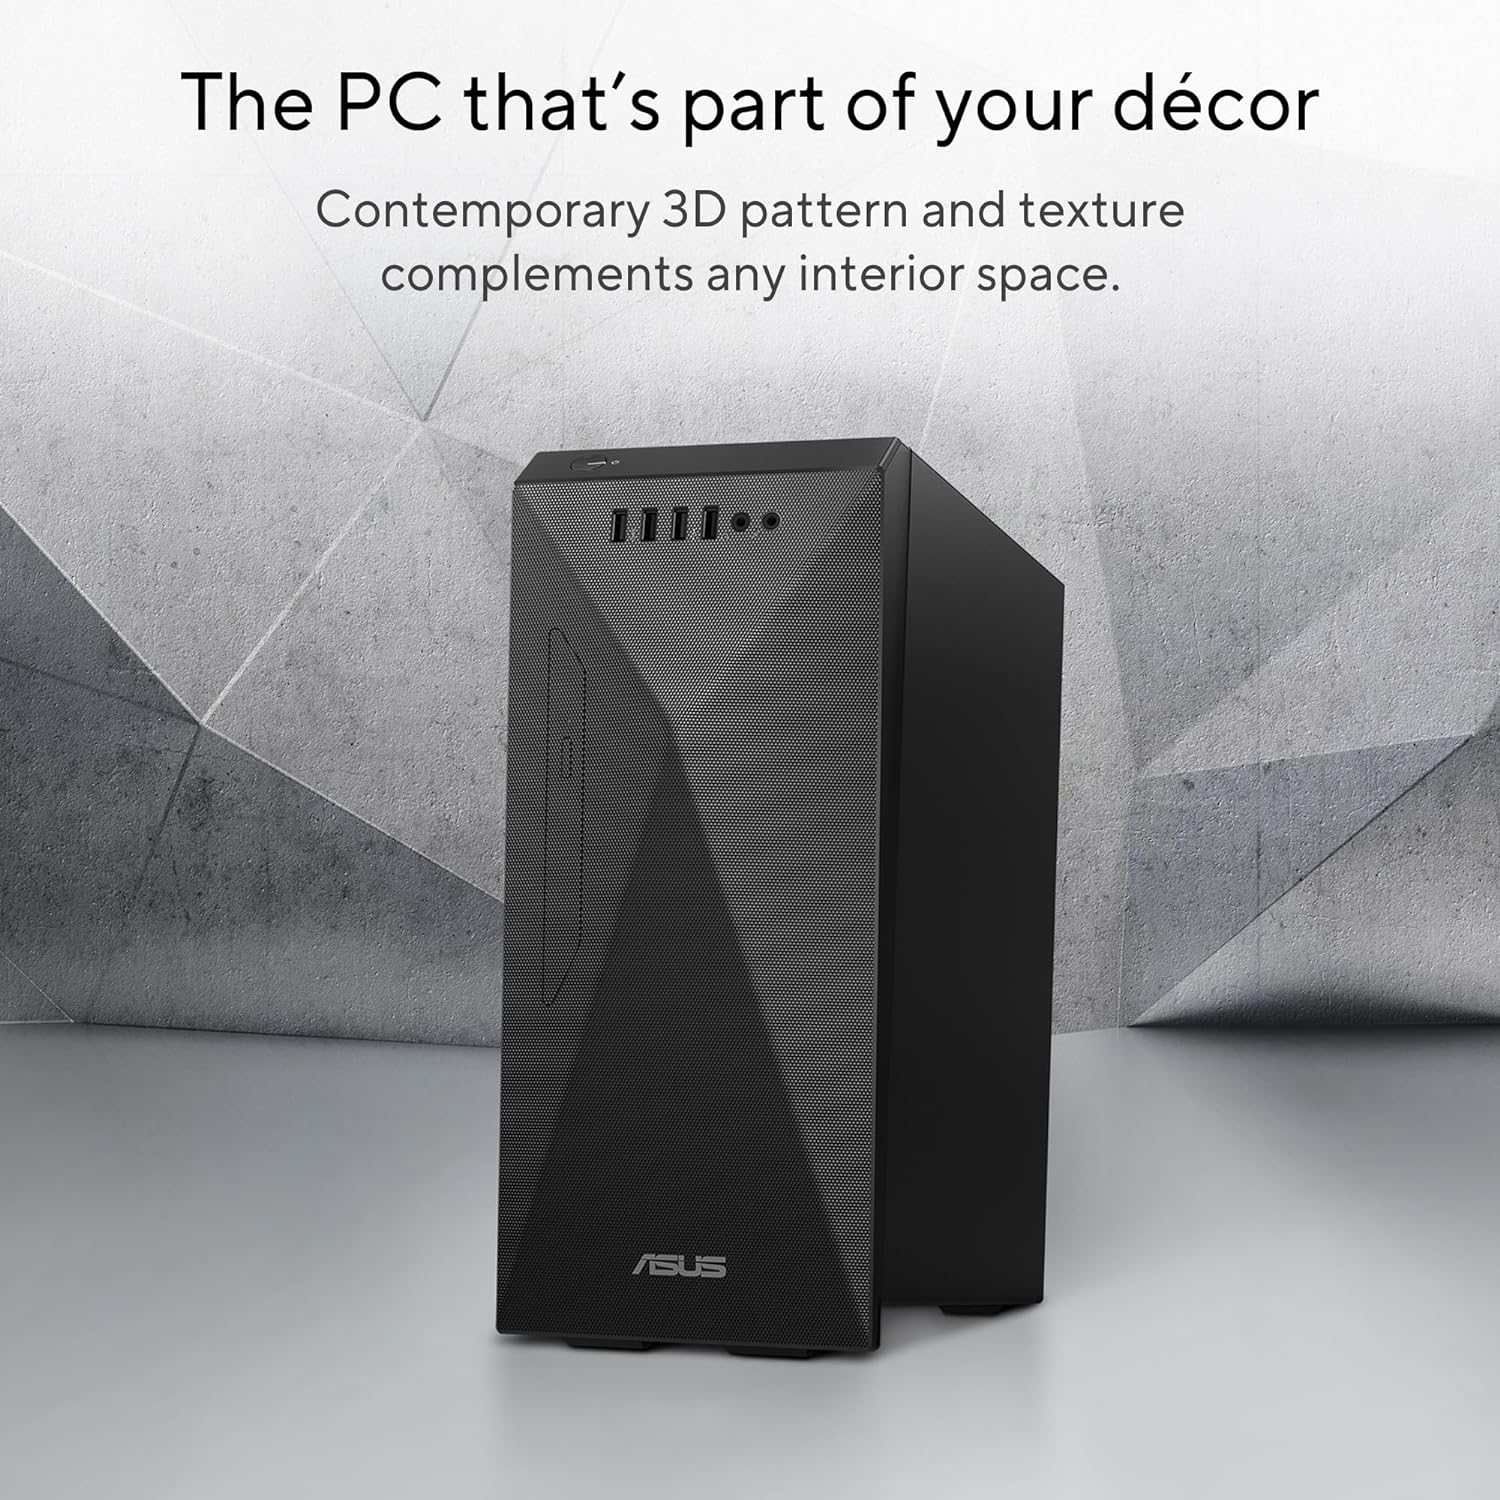 The PC that's part of your décor
Contemporary 3D pattern and texture
complements any interior space.
ASUS